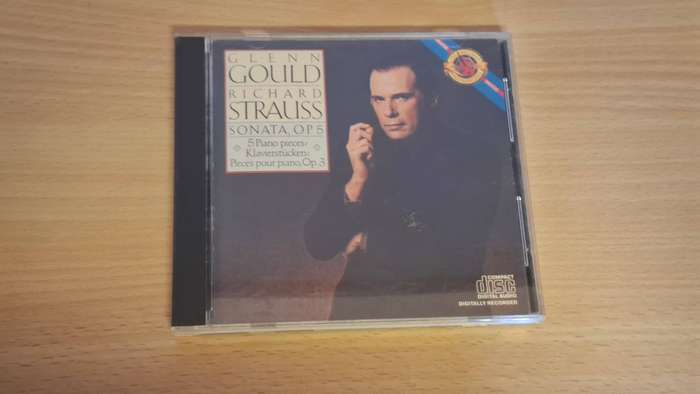 GLENN
GOULD
RICHARD
STRAUSS
SONATA, OP. 5
5 Piano pieces
Klavierstücken
Pièces pour piano, Op. 3
COMPACT
disc
DIGITAL AUDIO
DIGITALLY RECORDED